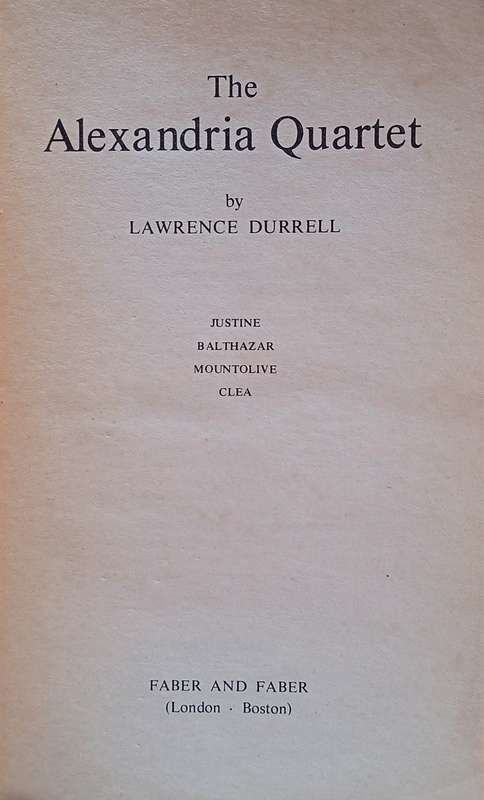 The
Alexandria Quartet
by
LAWRENCE DURRELL
JUSTINE
BALTHAZAR
MOUNTOLIVE
CLEA
FABER AND FABER
(London · Boston)